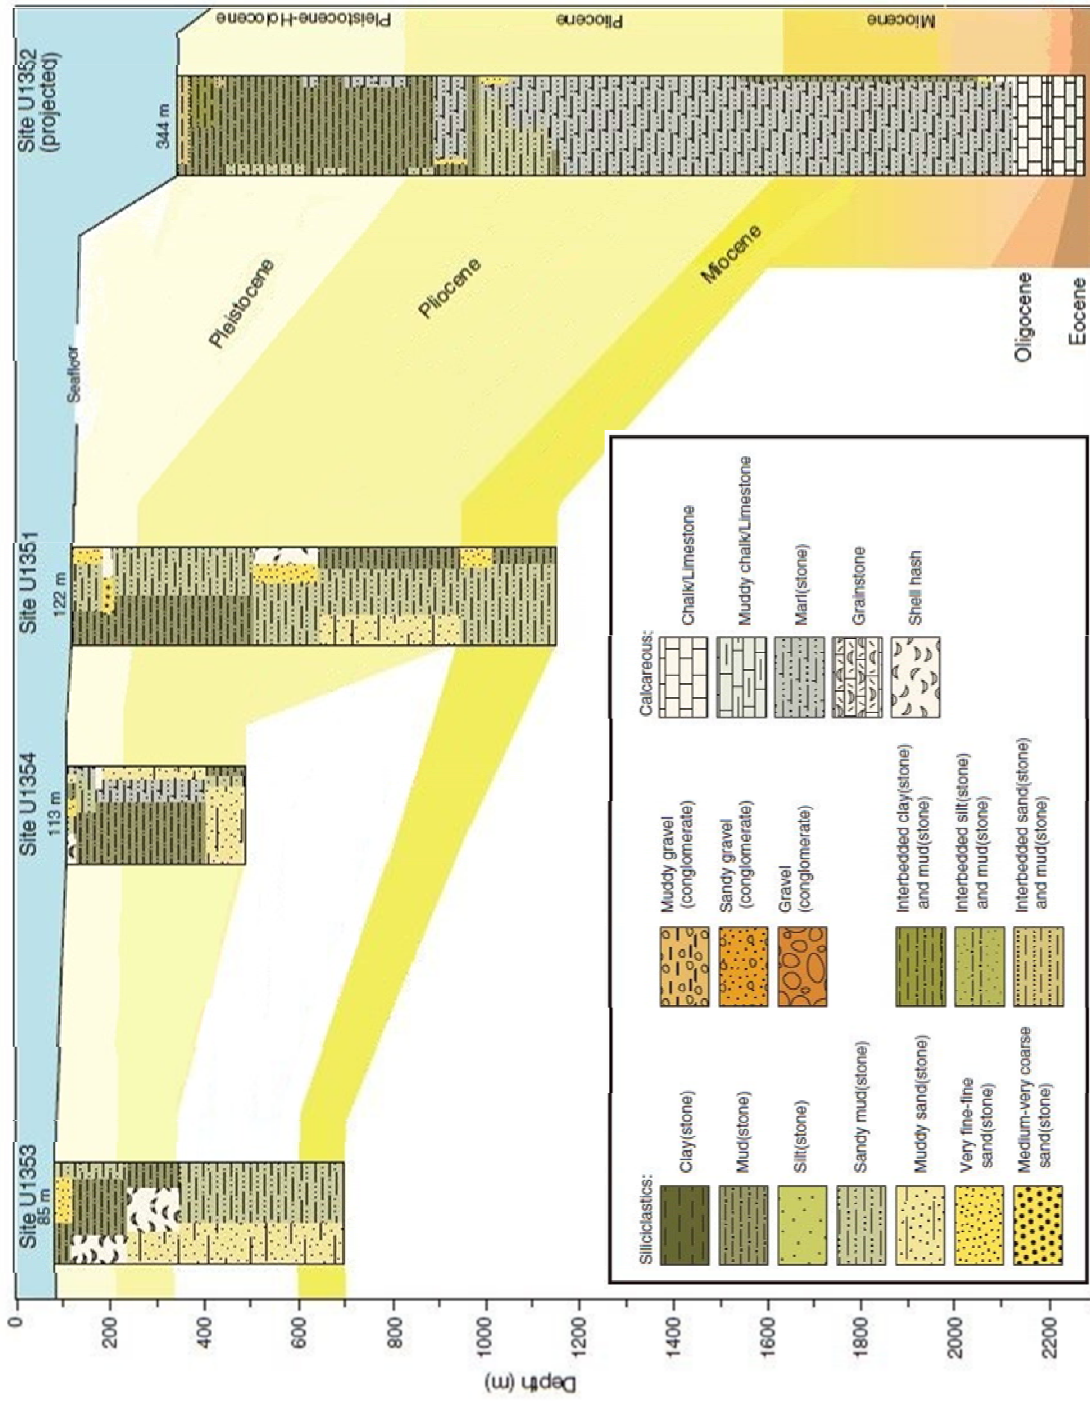 Site U1353
85 m
Site U1354
113 m
Site U1351
122 m
Site U1352
(projected)
344 m
Seafloor
Pleistocene
Pliocene
Miocene
Oligocene
Eocene
Pleistocene-Holocene
Pliocene
Miocene
Depth (m)
0
200
400
600
800
1000
1200
1400
1600
1800
2000
2200
Siliciclastics:
Clay(stone)
Mud(stone)
Silt(stone)
Sandy mud(stone)
Muddy sand(stone)
Very fine-fine
sand(stone)
Medium-very coarse
sand(stone)
Muddy gravel
(conglomerate)
Sandy gravel
(conglomerate)
Gravel
(conglomerate)
Interbedded clay(stone)
and mud(stone)
Interbedded silt(stone)
and mud(stone)
Interbedded sand(stone)
and mud(stone)
Calcareous:
Chalk/Limestone
Muddy chalk/Limestone
Marl(stone)
Grainstone
Shell hash